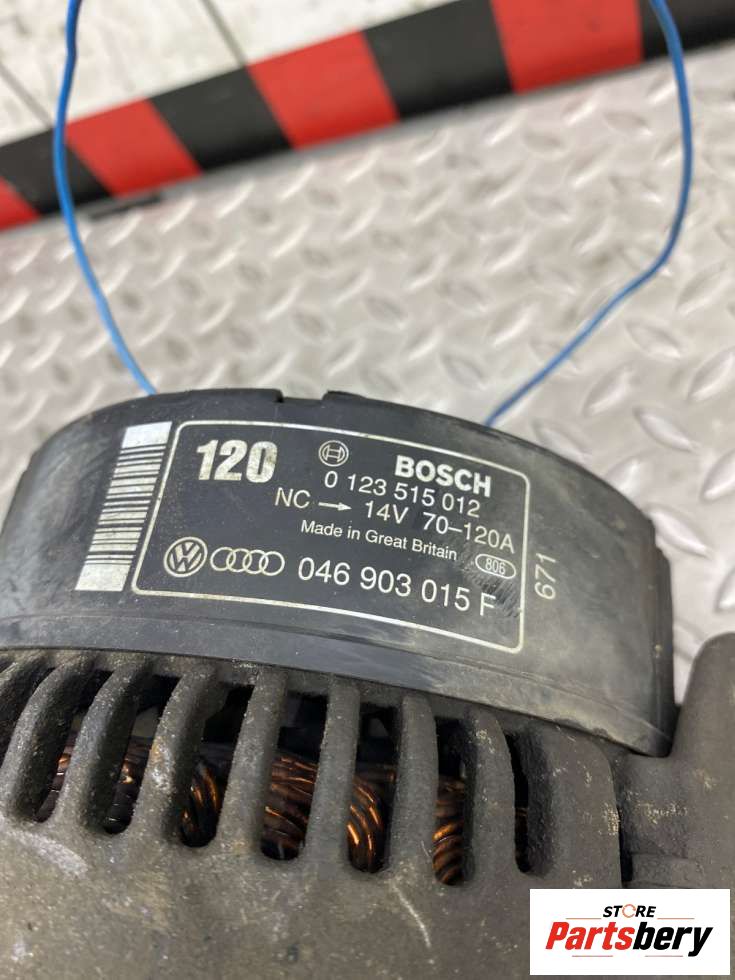 120
BOSCH
0 123 515 012
NC → 14V 70–120A
Made in Great Britain 806
046 903 015 F
671
STORE
Partsbery